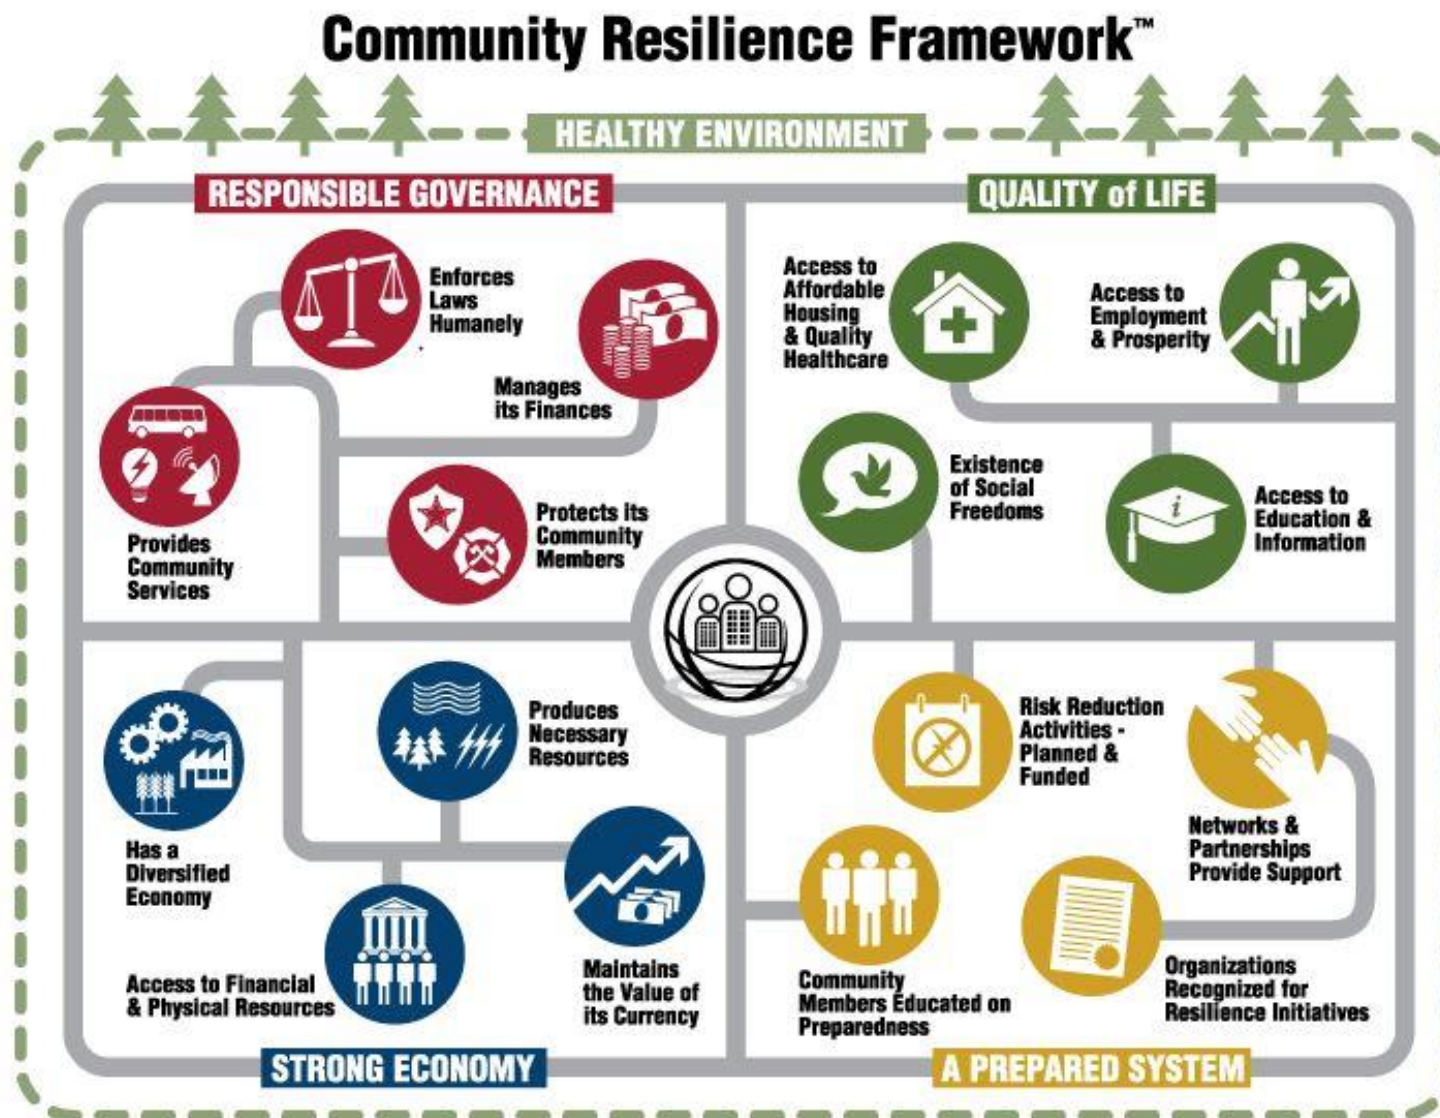 Community Resilience Framework™
HEALTHY ENVIRONMENT
RESPONSIBLE GOVERNANCE
Enforces
Laws
Humanely
Manages
its Finances
Provides
Community
Services
Protects its
Community
Members
QUALITY of LIFE
Access to
Affordable
Housing
& Quality
Healthcare
Access to
Employment
& Prosperity
Existence
of Social
Freedoms
i
Access to
Education &
Information
Has a
Diversified
Economy
Produces
Necessary
Resources
Access to Financial
& Physical Resources
Maintains
the Value of
its Currency
STRONG ECONOMY
Risk Reduction
Activities -
Planned &
Funded
Networks &
Partnerships
Provide Support
Community
Members Educated on
Preparedness
Organizations
Recognized for
Resilience Initiatives
A PREPARED SYSTEM